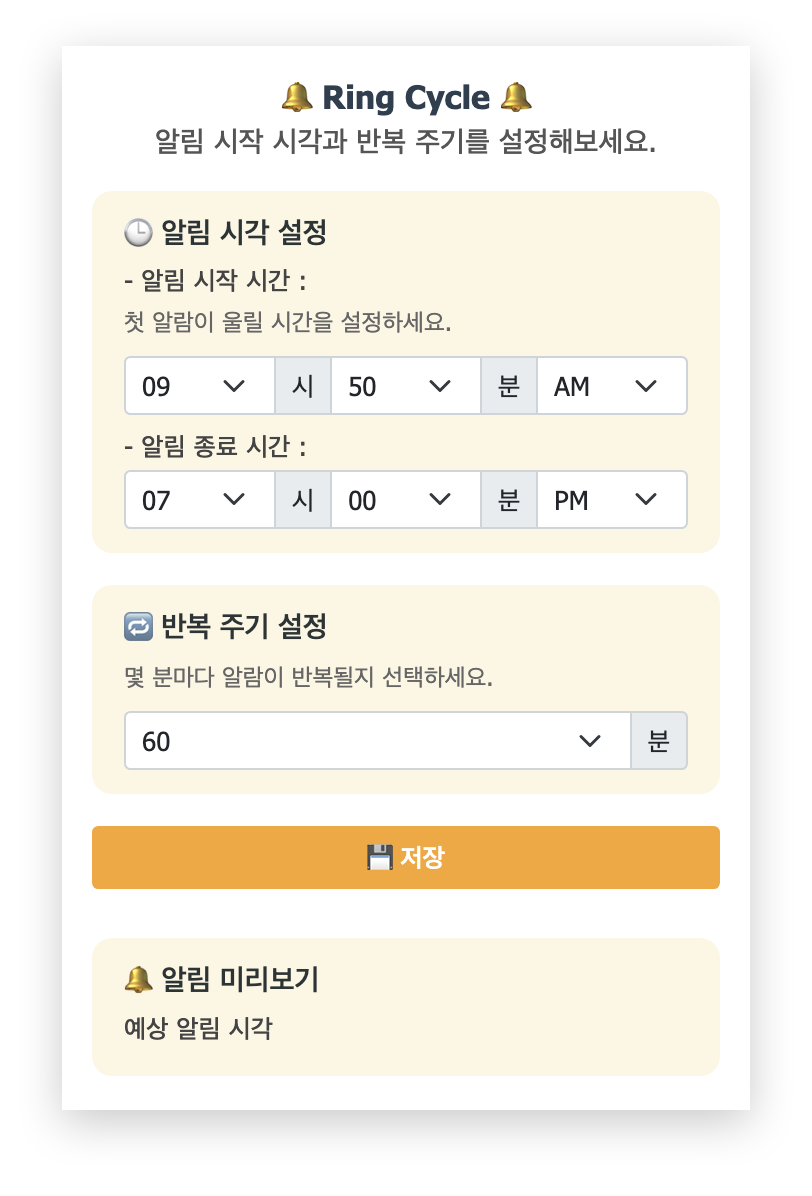 🔔 Ring Cycle 🔔
알림 시작 시각과 반복 주기를 설정해보세요.
🕒 알림 시각 설정
- 알림 시작 시간 :
첫 알람이 울릴 시간을 설정하세요.
09 시 50 분 AM
- 알림 종료 시간 :
07 시 00 분 PM
🔁 반복 주기 설정
몇 분마다 알람이 반복될지 선택하세요.
60 분
💾 저장
🔔 알림 미리보기
예상 알림 시각